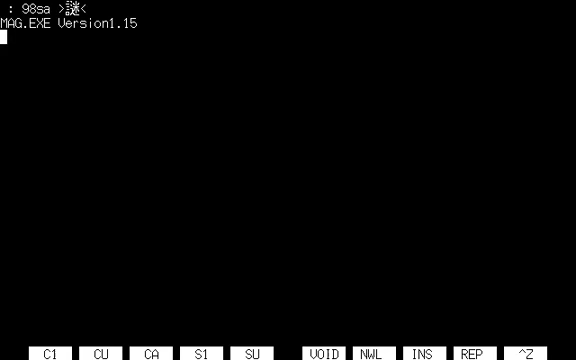 : 98sa >謎<
MAG.EXE Version1.15
C1 CU CA S1 SU VOID NWL INS REP ^Z